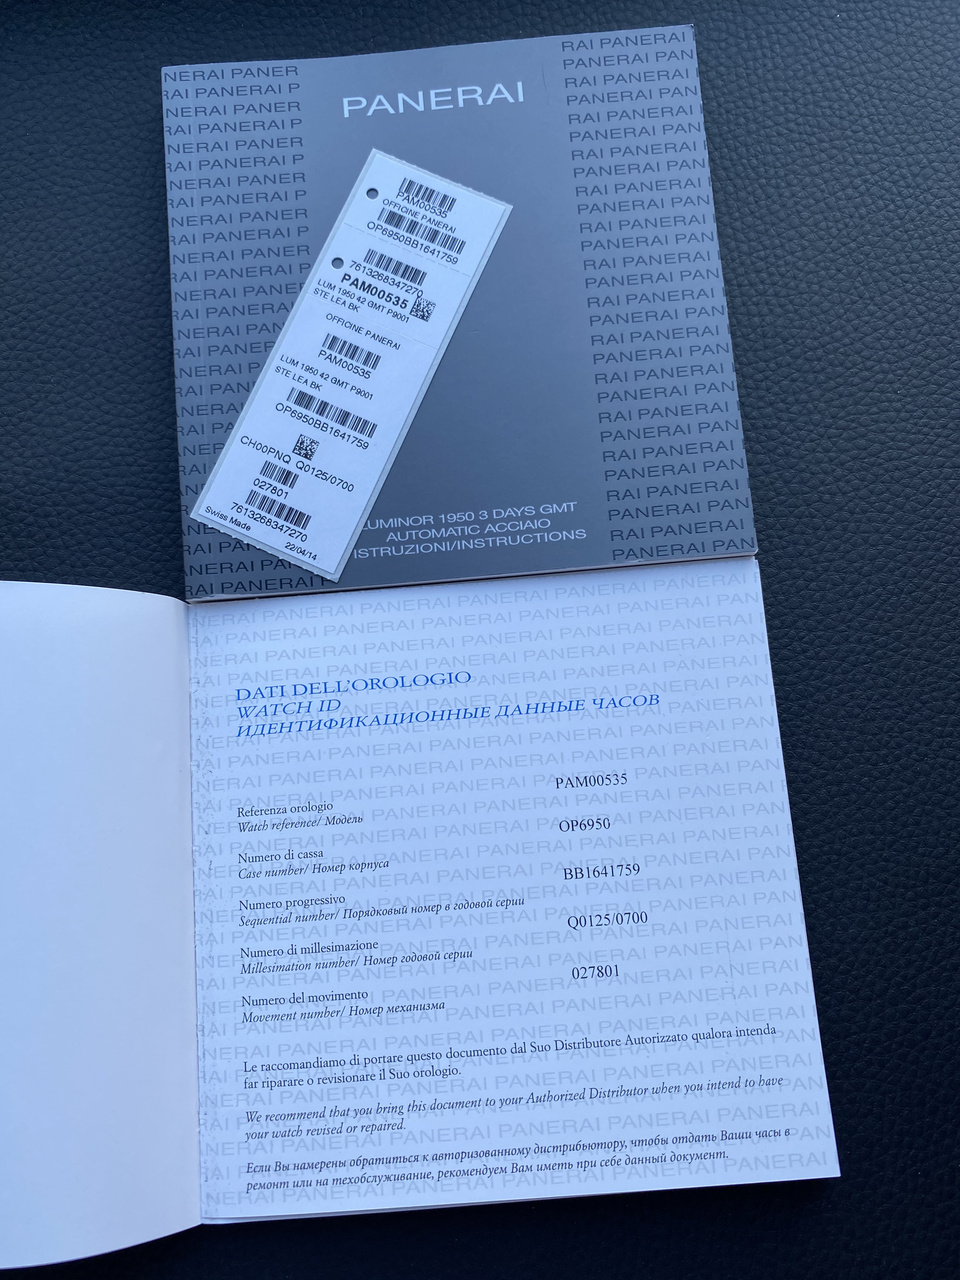 PANERAI
PAM00535
OFFICINE PANERAI
OP6950BB1641759
7613268347270
PAM00535
LUM 1950 42 GMT P9001
STE LEA BK
OFFICINE PANERAI
PAM00535
LUM 1950 42 GMT P9001
STE LEA BK
OP6950BB1641759
CH00PNQ Q0125/0700
027801
7613268347270
Swiss Made
22/04/14
LUMINOR 1950 3 DAYS GMT
AUTOMATIC ACCIAIO
ISTRUZIONI/INSTRUCTIONS
DATI DELL'OROLOGIO
WATCH ID
ИДЕНТИФИКАЦИОННЫЕ ДАННЫЕ ЧАСОВ
PAM00535
Referenza orologio
Watch reference/ Модель
OP6950
Numero di cassa
Case number/ Номер корпуса
BB1641759
Numero progressivo
Sequential number/ Порядковый номер в годовой серии
Q0125/0700
Numero di millesimazione
Millesimation number/ Номер годовой серии
027801
Numero del movimento
Movement number/ Номер механизма
Le raccomandiamo di portare questo documento dal Suo Distributore Autorizzato qualora intenda
far riparare o revisionare il Suo orologio.
We recommend that you bring this document to your Authorized Distributor when you intend to have
your watch revised or repaired.
Если Вы намерены обратиться к авторизованному дистрибьютору, чтобы отдать Ваши часы в
ремонт или на техобслуживание, рекомендуем Вам иметь при себе данный документ.